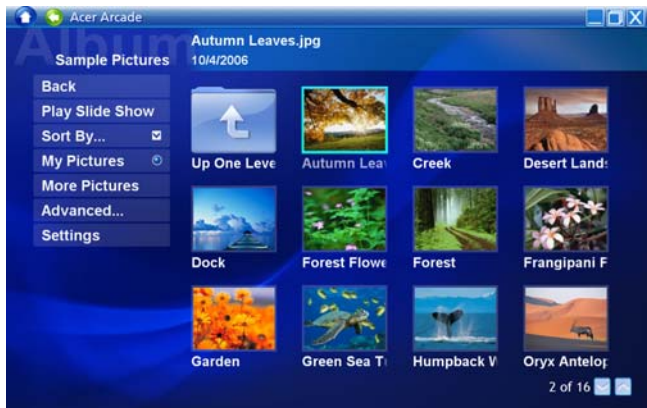 Acer Arcade
Album
Sample Pictures
Autumn Leaves.jpg
10/4/2006
Back
Play Slide Show
Sort By...
My Pictures
More Pictures
Advanced...
Settings
Up One Leve
Autumn Leav
Creek
Desert Lands
Dock
Forest Flowe
Forest
Frangipani F
Garden
Green Sea T
Humpback W
Oryx Antelop
2 of 16